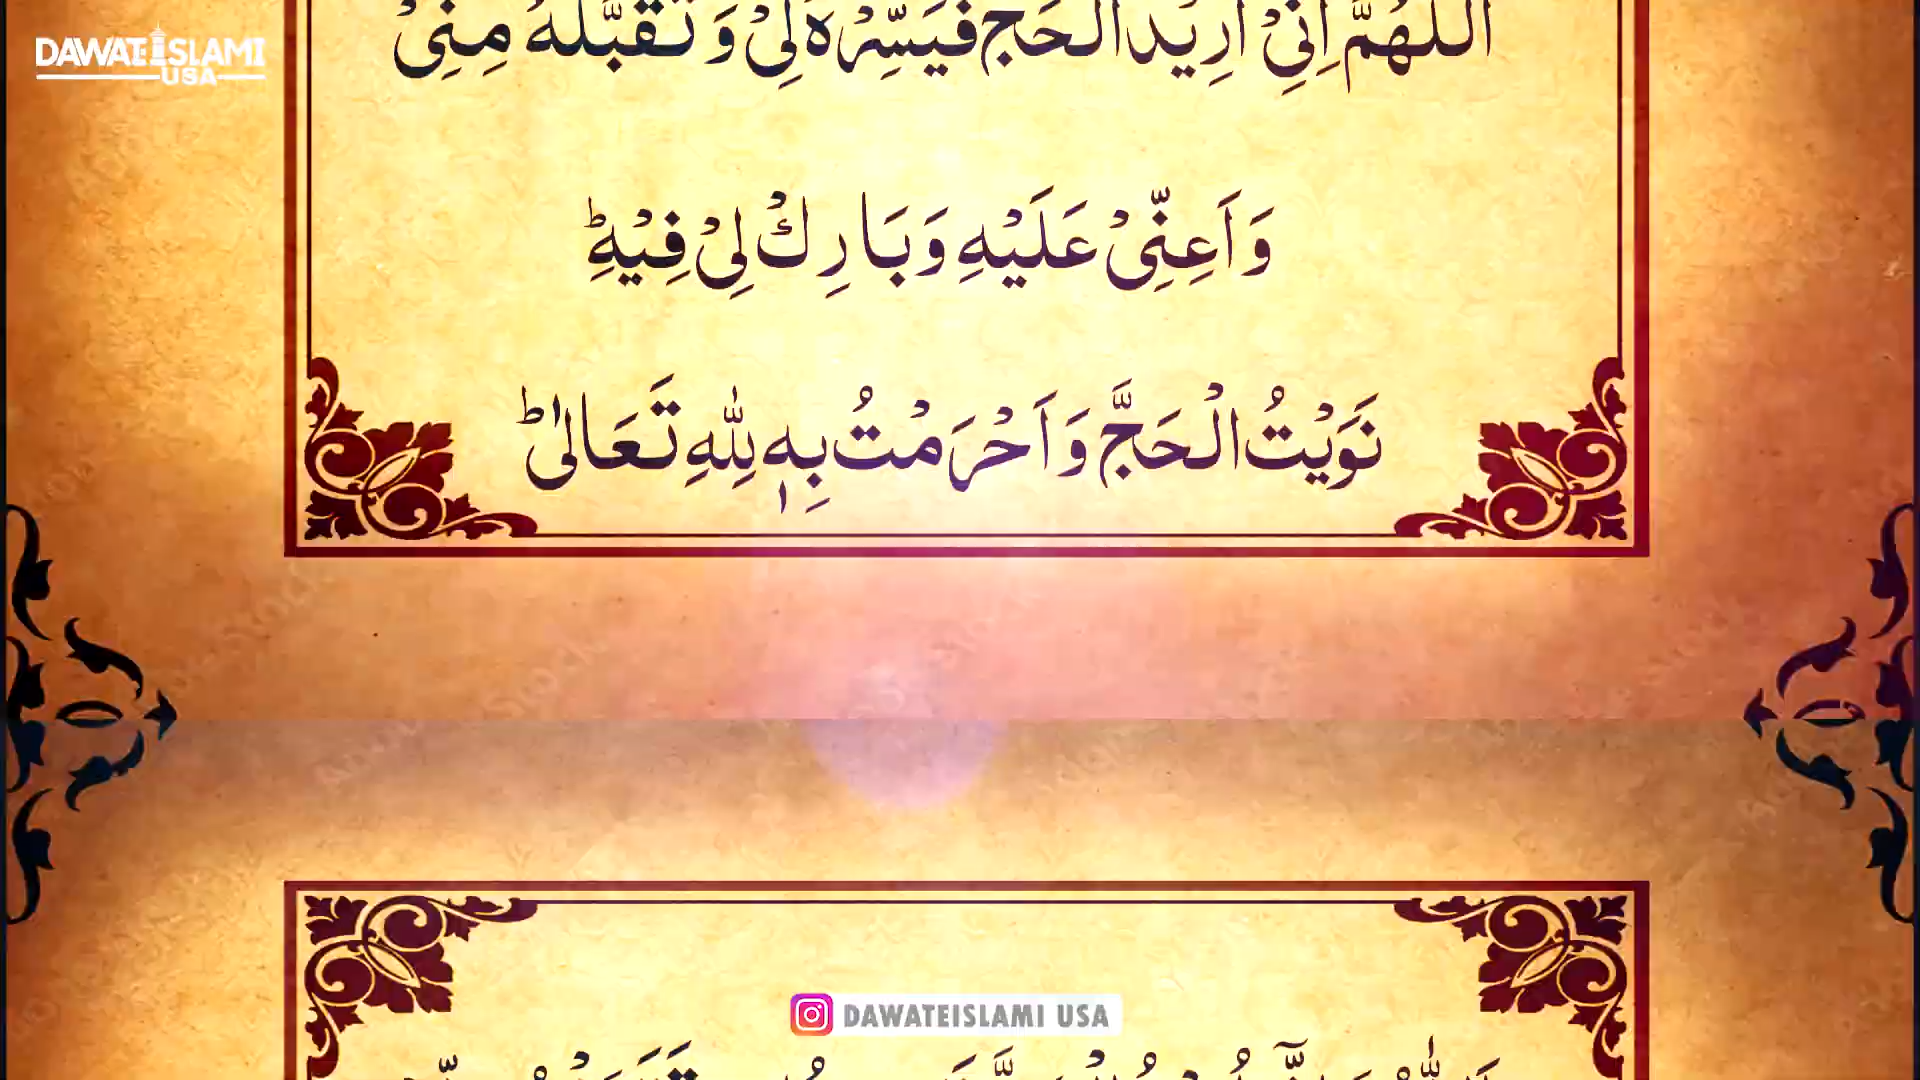 DAWATEISLAMI
USA
اَللّٰهُمَّ اِنِّیْ اُرِیْدُ الْحَجَّ فَیَسِّرْهُ لِیْ وَ تَقَبَّلْهُ مِنِّیْ
وَاَعِنِّیْ عَلَیْهِ وَبَارِكْ لِیْ فِیْهِؕ
نَوَیْتُ الْحَجَّ وَاَحْرَمْتُ بِهٖ لِلّٰهِ تَعَالٰیؕ
DAWATEISLAMI USA